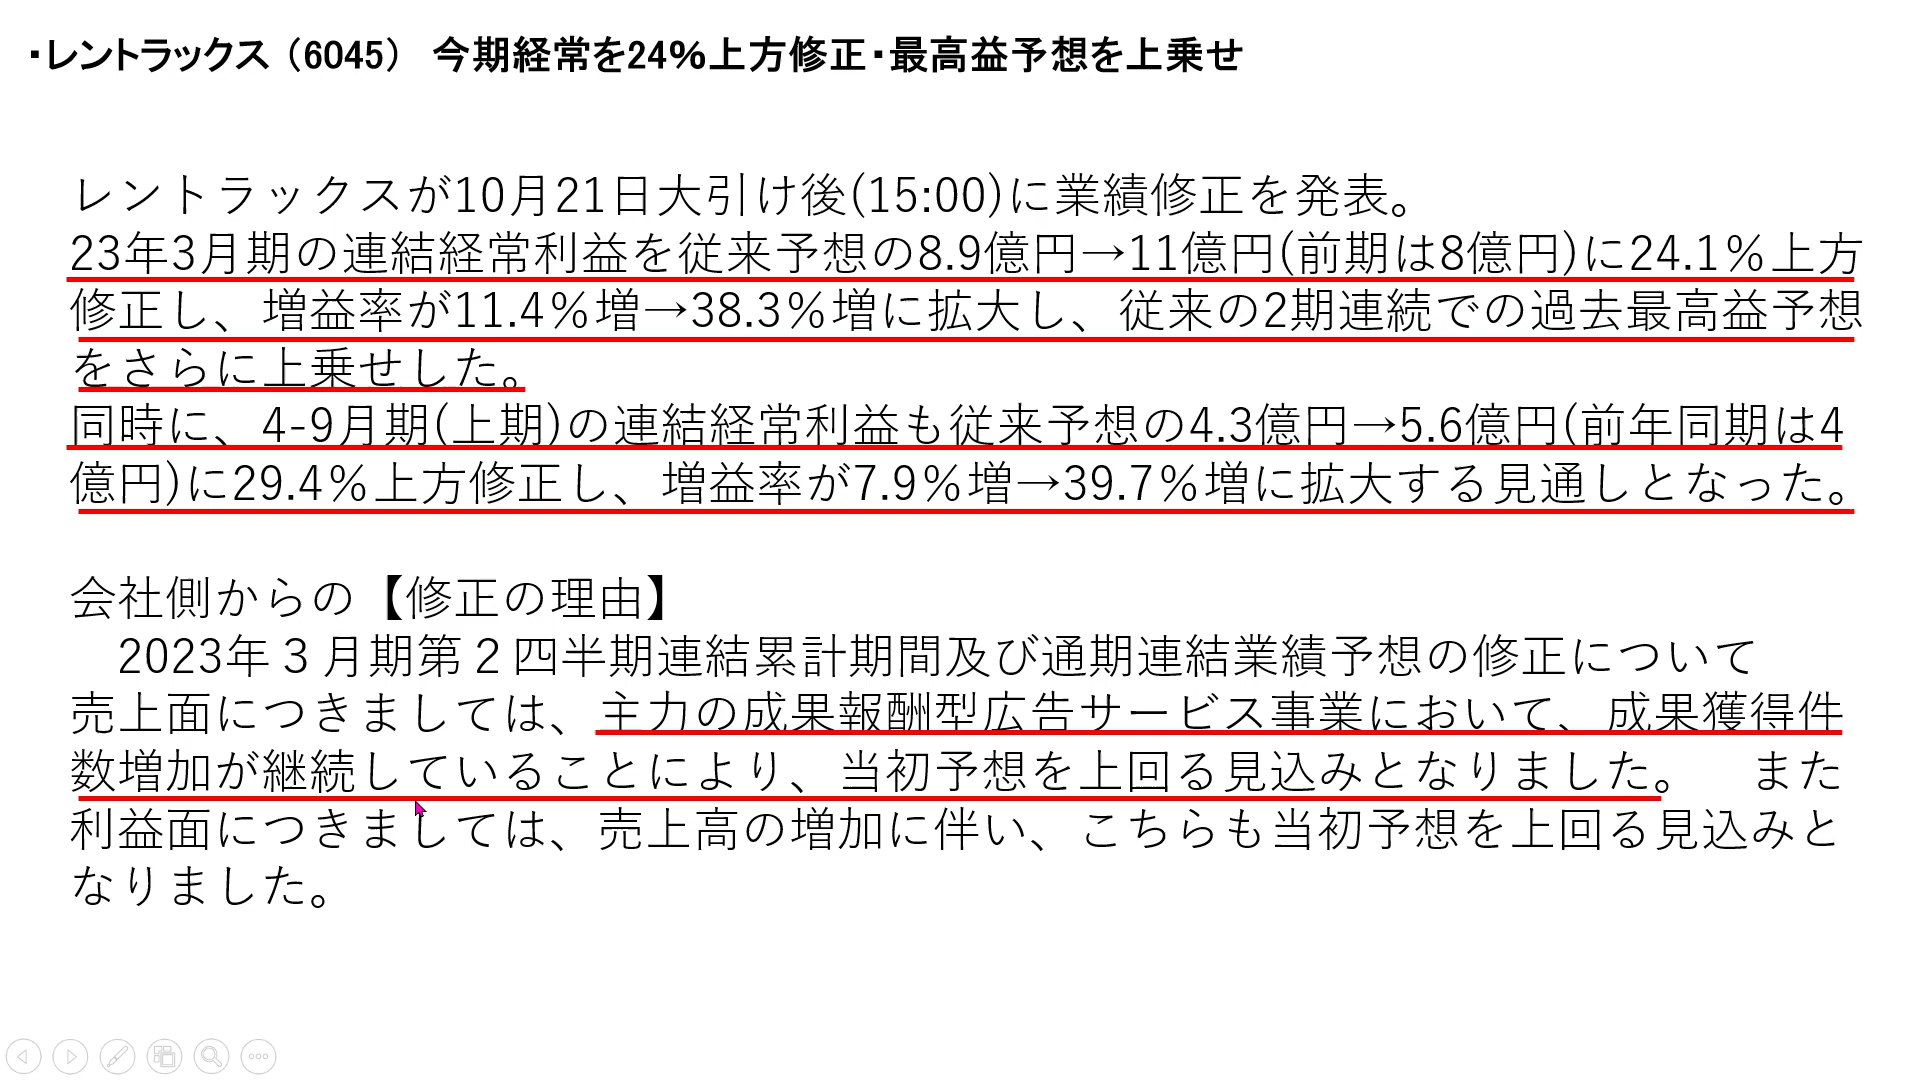 ・レントラックス（6045）　今期経常を24％上方修正・最高益予想を上乗せ
レントラックスが10月21日大引け後(15:00)に業績修正を発表。
23年3月期の連結経常利益を従来予想の8.9億円→11億円(前期は8億円)に24.1％上方
修正し、増益率が11.4％増→38.3％増に拡大し、従来の2期連続での過去最高益予想
をさらに上乗せした。
同時に、4-9月期(上期)の連結経常利益も従来予想の4.3億円→5.6億円(前年同期は4
億円)に29.4％上方修正し、増益率が7.9％増→39.7％増に拡大する見通しとなった。
会社側からの【修正の理由】
　2023年３月期第２四半期連結累計期間及び通期連結業績予想の修正について
売上面につきましては、主力の成果報酬型広告サービス事業において、成果獲得件
数増加が継続していることにより、当初予想を上回る見込みとなりました。　また
利益面につきましては、売上高の増加に伴い、こちらも当初予想を上回る見込みと
なりました。